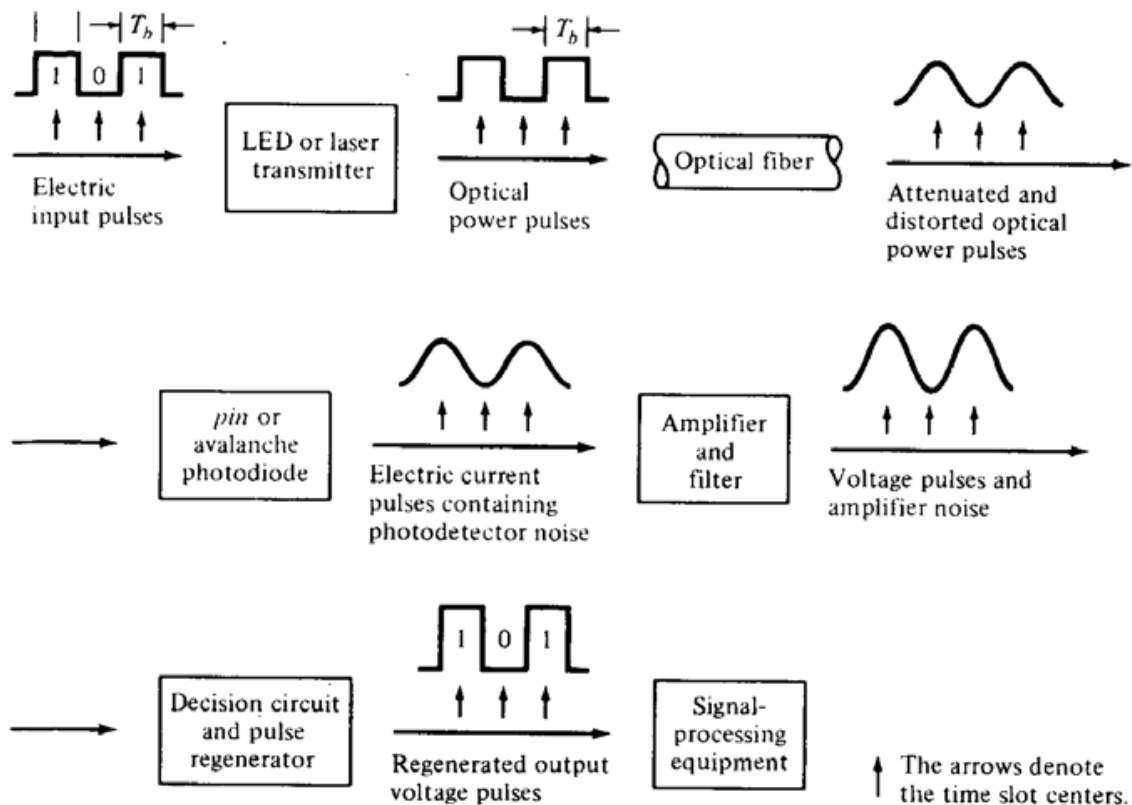 T_b
1 0 1
Electric
input pulses
LED or laser
transmitter
T_b
Optical
power pulses
Optical fiber
Attenuated and
distorted optical
power pulses
pin or
avalanche
photodiode
Electric current
pulses containing
photodetector noise
Amplifier
and
filter
Voltage pulses and
amplifier noise
Decision circuit
and pulse
regenerator
1 0 1
Regenerated output
voltage pulses
Signal-
processing
equipment
The arrows denote
the time slot centers.